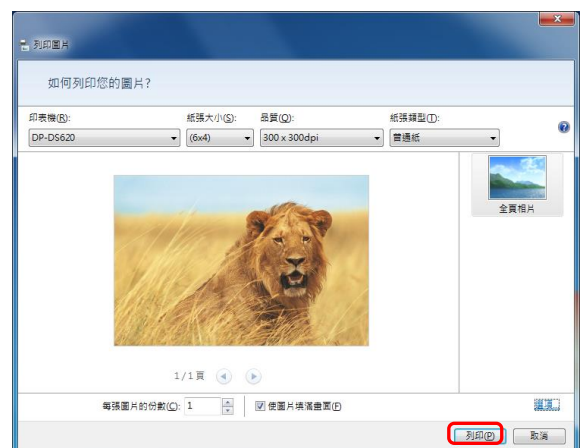 列印圖片
如何列印您的圖片?
印表機(R): 紙張大小(S): 品質(Q): 紙張類型(T):
DP-DS620 (6x4) 300 x 300dpi 普通紙
全頁相片
1/1頁
每張圖片的份數(C): 1 使圖片填滿畫面(F)
選項...
列印(P) 取消